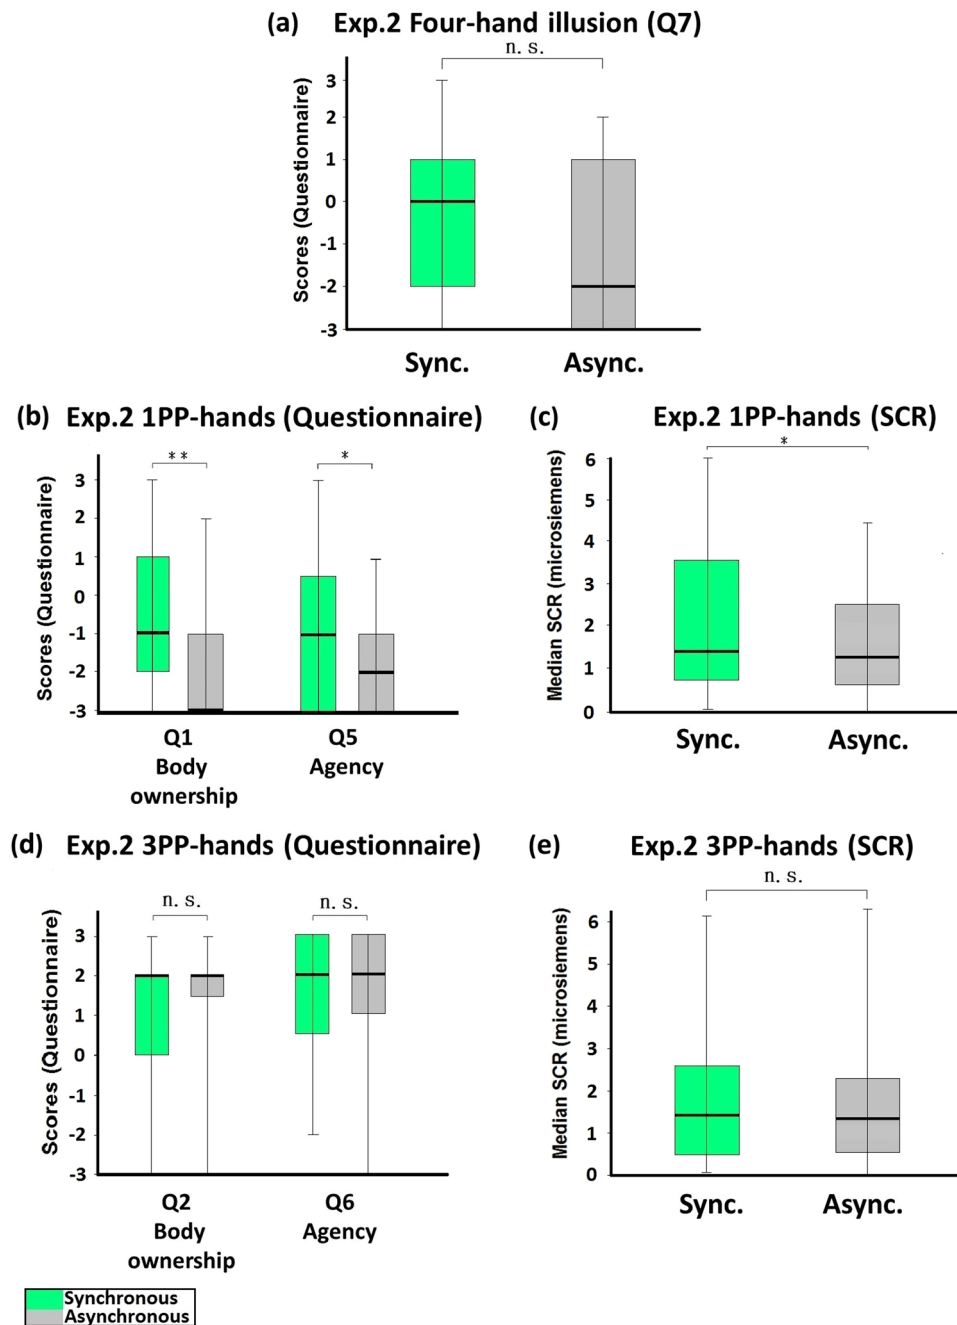 (a) Exp.2 Four-hand illusion (Q7)
n. s.
Scores (Questionnaire)
3
2
1
0
-1
-2
-3
Sync. Async.
(b) Exp.2 1PP-hands (Questionnaire)
** *
Scores (Questionnaire)
3
2
1
0
-1
-2
-3
Q1 Q5
Body Agency
ownership
(c) Exp.2 1PP-hands (SCR)
*
Median SCR (microsiemens)
6
5
4
3
2
1
0
Sync. Async.
(d) Exp.2 3PP-hands (Questionnaire)
n. s. n. s.
Scores (Questionnaire)
3
2
1
0
-1
-2
-3
Q2 Q6
Body Agency
ownership
(e) Exp.2 3PP-hands (SCR)
n. s.
Median SCR (microsiemens)
6
5
4
3
2
1
0
Sync. Async.
Synchronous
Asynchronous